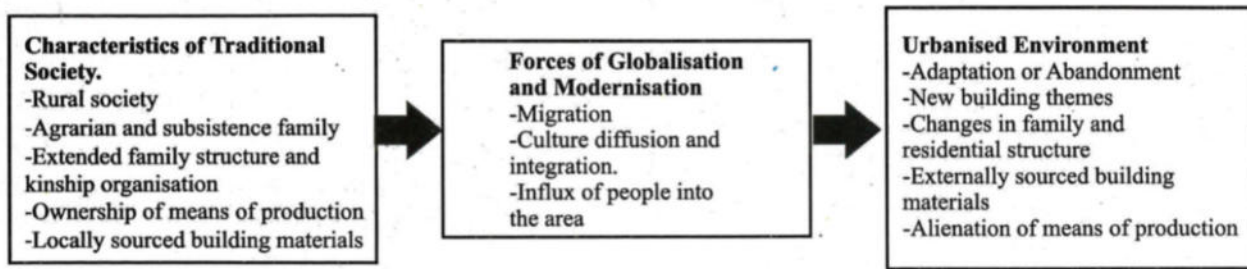 Characteristics of Traditional
Society.
-Rural society
-Agrarian and subsistence family
-Extended family structure and
kinship organisation
-Ownership of means of production
-Locally sourced building materials
Forces of Globalisation
and Modernisation
-Migration
-Culture diffusion and
integration.
-Influx of people into
the area
Urbanised Environment
-Adaptation or Abandonment
-New building themes
-Changes in family and
residential structure
-Externally sourced building
materials
-Alienation of means of production